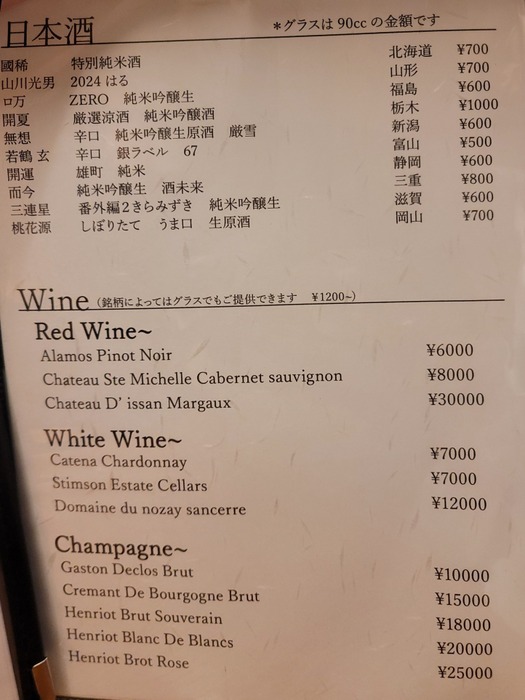 日本酒 *グラスは 90cc の金額です
國稀 特別純米酒 北海道 ¥700
山川光男 2024 はる 山形 ¥700
ロ万 ZERO 純米吟醸生 福島 ¥600
開夏 厳選涼酒 純米吟醸酒 栃木 ¥1000
無想 辛口 純米吟醸生原酒 厳雪 新潟 ¥600
若鶴 玄 辛口 銀ラベル 67 富山 ¥500
開運 雄町 純米 静岡 ¥600
而今 純米吟醸生 酒未来 三重 ¥800
三連星 番外編2きらみずき 純米吟醸生 滋賀 ¥600
桃花源 しぼりたて うま口 生原酒 岡山 ¥700
Wine (銘柄によってはグラスでもご提供できます ¥1200~)
Red Wine~
Alamos Pinot Noir ¥6000
Chateau Ste Michelle Cabernet sauvignon ¥8000
Chateau D' issan Margaux ¥30000
White Wine~
Catena Chardonnay ¥7000
Stimson Estate Cellars ¥7000
Domaine du nozay sancerre ¥12000
Champagne~
Gaston Declos Brut ¥10000
Cremant De Bourgogne Brut ¥15000
Henriot Brut Souverain ¥18000
Henriot Blanc De Blancs ¥20000
Henriot Brot Rose ¥25000